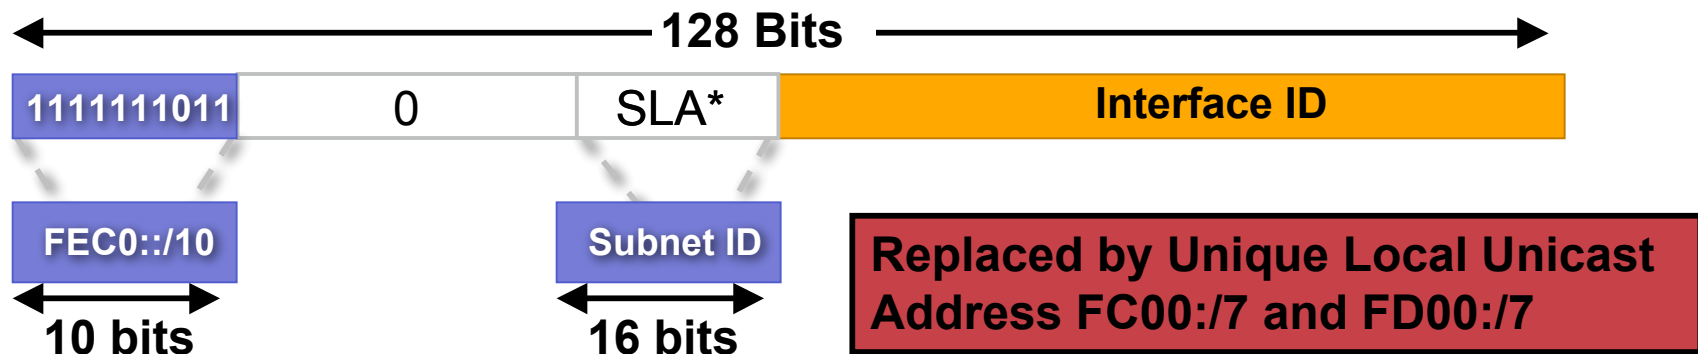 128 Bits
1111111011 0 SLA* Interface ID
FEC0::/10 Subnet ID
Replaced by Unique Local Unicast
Address FC00:/7 and FD00:/7
10 bits 16 bits